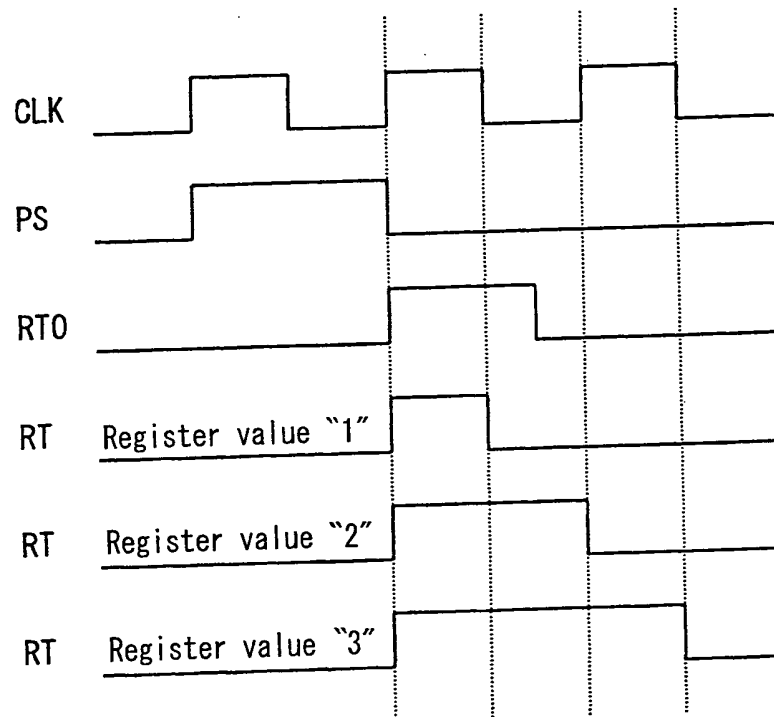 CLK
PS
RTO
RT Register value “1”
RT Register value “2”
RT Register value “3”